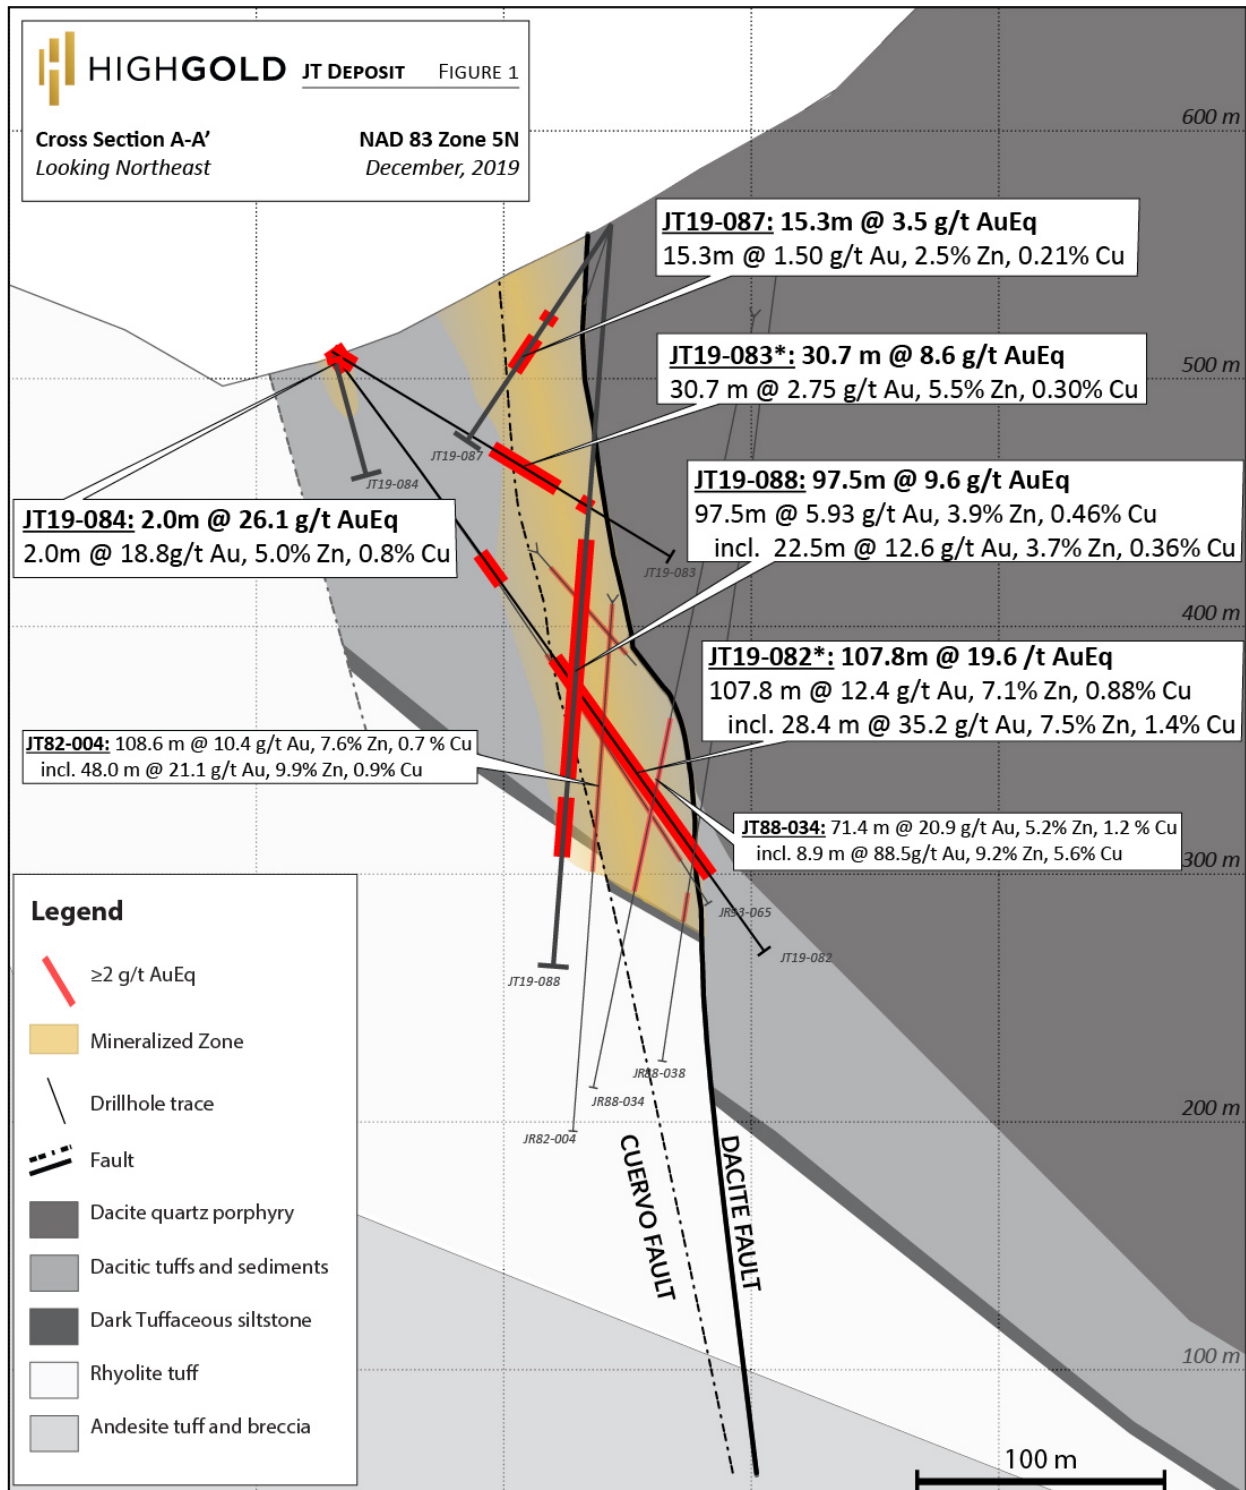 HIGHGOLD JT DEPOSIT FIGURE 1
Cross Section A-A' NAD 83 Zone 5N
Looking Northeast December, 2019
600 m
JT19-087: 15.3m @ 3.5 g/t AuEq
15.3m @ 1.50 g/t Au, 2.5% Zn, 0.21% Cu
JT19-083*: 30.7 m @ 8.6 g/t AuEq
30.7 m @ 2.75 g/t Au, 5.5% Zn, 0.30% Cu
500 m
JT19-087
JT19-084
JT19-088: 97.5m @ 9.6 g/t AuEq
97.5m @ 5.93 g/t Au, 3.9% Zn, 0.46% Cu
incl. 22.5m @ 12.6 g/t Au, 3.7% Zn, 0.36% Cu
JT19-084: 2.0m @ 26.1 g/t AuEq
2.0m @ 18.8g/t Au, 5.0% Zn, 0.8% Cu
JT19-083
400 m
JT19-082*: 107.8m @ 19.6 /t AuEq
107.8 m @ 12.4 g/t Au, 7.1% Zn, 0.88% Cu
incl. 28.4 m @ 35.2 g/t Au, 7.5% Zn, 1.4% Cu
JT82-004: 108.6 m @ 10.4 g/t Au, 7.6% Zn, 0.7 % Cu
incl. 48.0 m @ 21.1 g/t Au, 9.9% Zn, 0.9% Cu
JT88-034: 71.4 m @ 20.9 g/t Au, 5.2% Zn, 1.2 % Cu
incl. 8.9 m @ 88.5g/t Au, 9.2% Zn, 5.6% Cu
300 m
JR93-065
JT19-082
JT19-088
JR88-038
JR88-034
JR82-004
200 m
CUERVO FAULT
DACITE FAULT
100 m
100 m
Legend
≥2 g/t AuEq
Mineralized Zone
Drillhole trace
Fault
Dacite quartz porphyry
Dacitic tuffs and sediments
Dark Tuffaceous siltstone
Rhyolite tuff
Andesite tuff and breccia